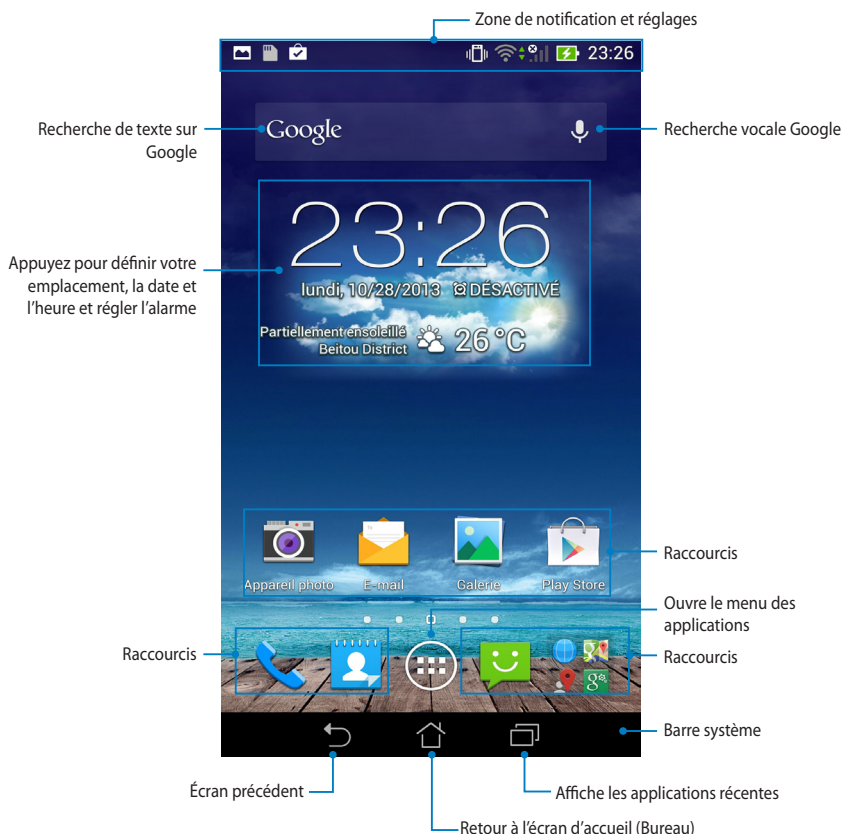 Zone de notification et réglages
23:26
Recherche de texte sur
Google
Google
Recherche vocale Google
23:26
Appuyez pour définir votre
emplacement, la date et
l'heure et régler l'alarme
lundi, 10/28/2013 DÉSACTIVÉ
Partiellement ensoleillé
Beitou District
26 °C
Appareil photo
E-mail
Galerie
Play Store
Raccourcis
Ouvre le menu des
applications
Raccourcis
Raccourcis
Barre système
Écran précédent
Affiche les applications récentes
Retour à l'écran d'accueil (Bureau)